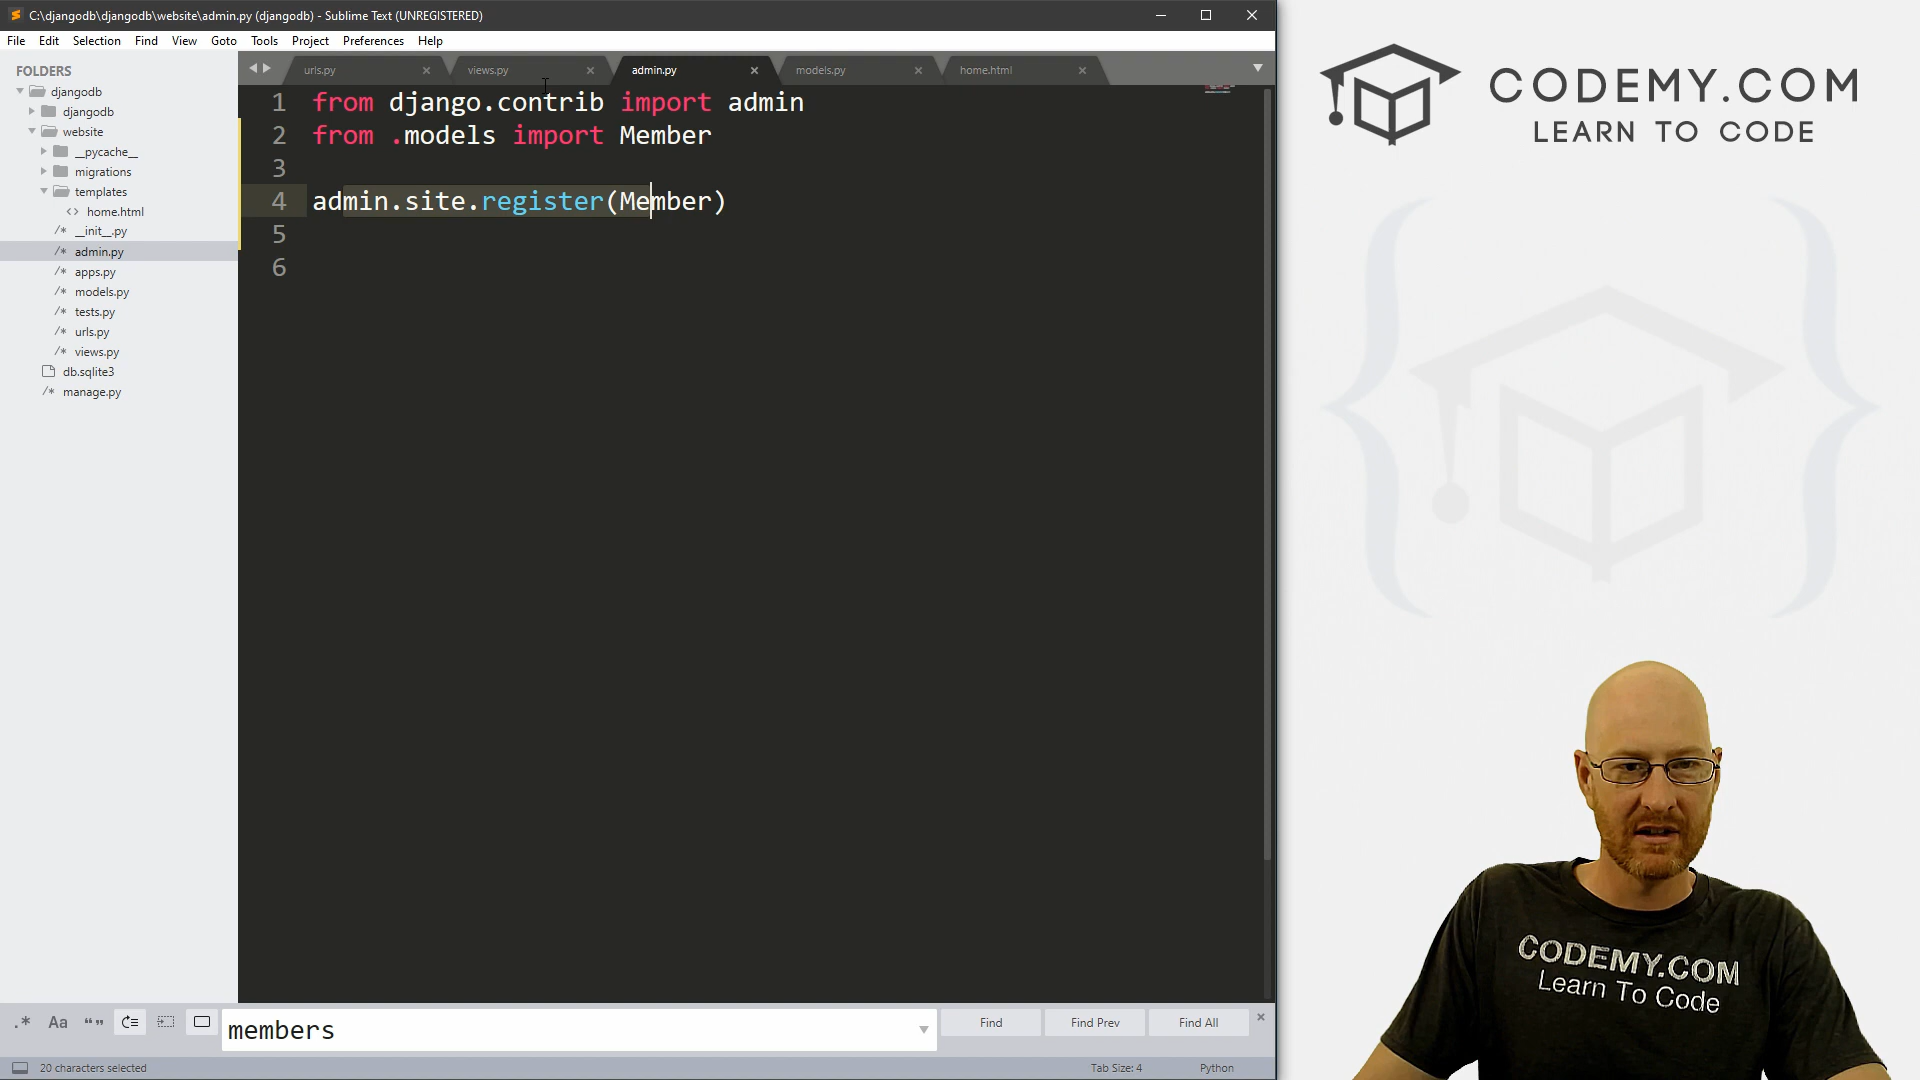 C:\djangodb\djangodb\website\admin.py (djangodb) - Sublime Text (UNREGISTERED)
File Edit Selection Find View Goto Tools Project Preferences Help
FOLDERS
djangodb
djangodb
website
__pycache__
migrations
templates
home.html
__init__.py
admin.py
apps.py
models.py
tests.py
urls.py
views.py
db.sqlite3
manage.py
urls.py
views.py
admin.py
models.py
home.html
1 from django.contrib import admin
2 from .models import Member
3
4 admin.site.register(Member)
5
6
.* Aa “”
members
Find
Find Prev
Find All
20 characters selected
Tab Size: 4
Python
CODEMY.COM
LEARN TO CODE
CODEMY.COM
Learn To Code